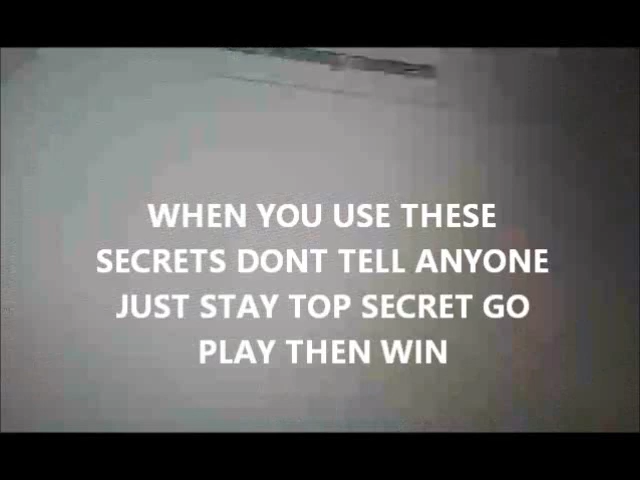 WHEN YOU USE THESE
SECRETS DONT TELL ANYONE
JUST STAY TOP SECRET GO
PLAY THEN WIN